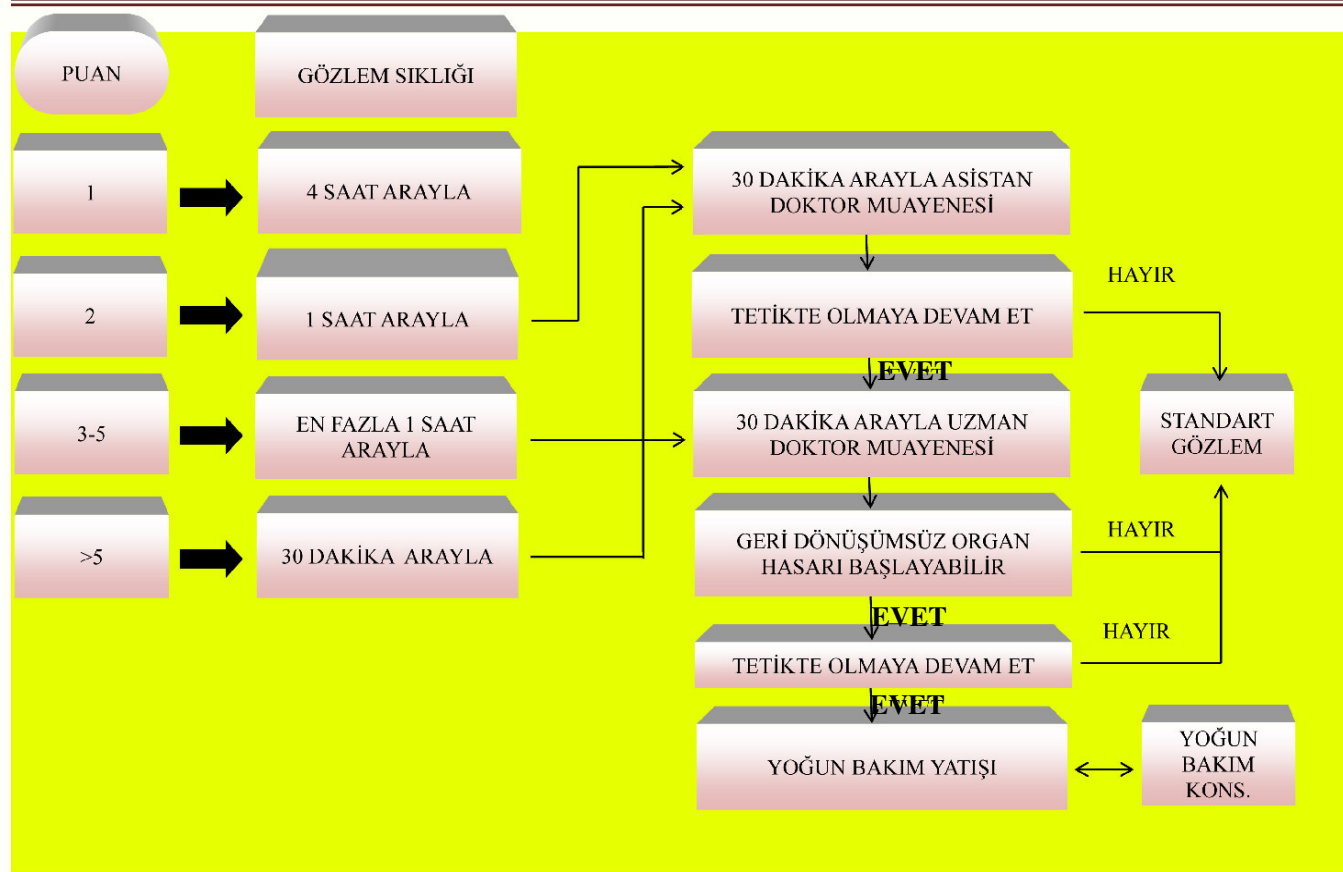 PUAN
GÖZLEM SIKLIĞI
1
4 SAAT ARAYLA
2
1 SAAT ARAYLA
3-5
EN FAZLA 1 SAAT
ARAYLA
>5
30 DAKİKA ARAYLA
30 DAKİKA ARAYLA ASİSTAN
DOKTOR MUAYENESİ
TETİKTE OLMAYA DEVAM ET
HAYIR
EVET
30 DAKİKA ARAYLA UZMAN
DOKTOR MUAYENESİ
STANDART
GÖZLEM
GERİ DÖNÜŞÜMSÜZ ORGAN
HASARI BAŞLAYABİLİR
HAYIR
EVET
TETİKTE OLMAYA DEVAM ET
HAYIR
EVET
YOĞUN BAKIM YATIŞI
YOĞUN
BAKIM
KONS.